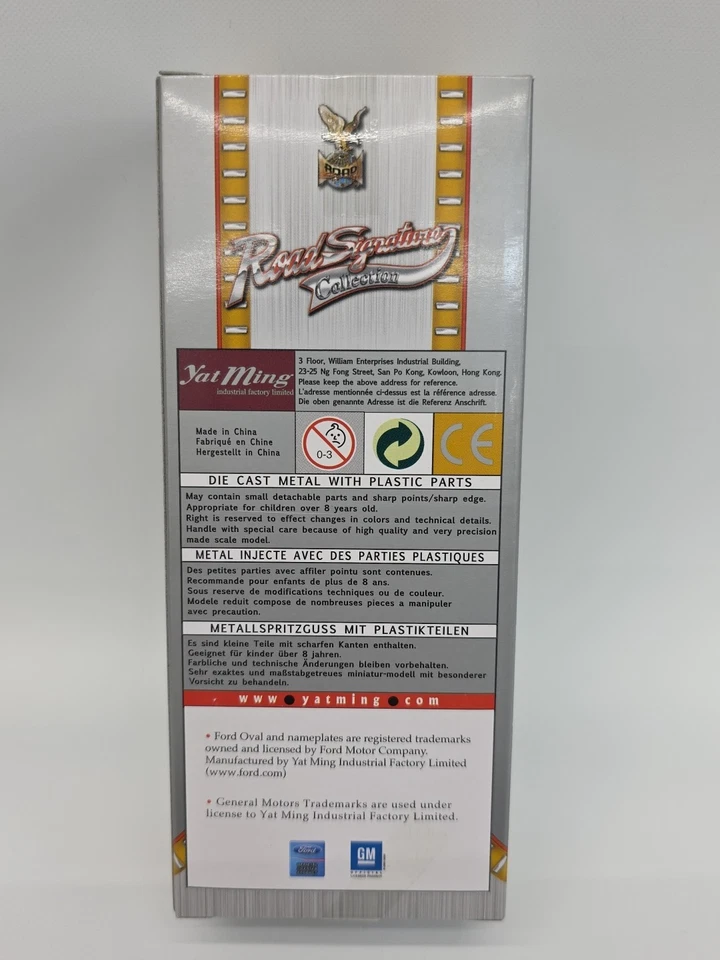 ROAD
Road Signature
Collection
Yat Ming
industrial factory limited
3 Floor, William Enterprises Industrial Building,
23-25 Ng Fong Street, San Po Kong, Kowloon, Hong Kong.
Please keep the above address for reference.
L'adresse mentionnée ci-dessus est la référence adresse.
Die oben genannte Adresse ist die Referenz Anschrift.
Made in China
Fabriqué en Chine
Hergestellt in China
0-3
CE
DIE CAST METAL WITH PLASTIC PARTS
May contain small detachable parts and sharp points/sharp edge.
Appropriate for children over 8 years old.
Right is reserved to effect changes in colors and technical details.
Handle with special care because of high quality and very precision
made scale model.
METAL INJECTE AVEC DES PARTIES PLASTIQUES
Des petites parties avec affiler pointu sont contenues.
Recommande pour enfants de plus de 8 ans.
Sous reserve de modifications techniques ou de couleur.
Modele reduit compose de nombreuses pieces a manipuler
avec precaution.
METALLSPRITZGUSS MIT PLASTIKTEILEN
Es sind kleine Teile mit scharfen Kanten enthalten.
Geeignet für kinder über 8 jahren.
Farbliche und technische Änderungen bleiben vorbehalten.
Sehr exaktes und maßstabgetreues miniatur-modell mit besonderer
Vorsicht zu behandeln.
www●yatming●com
• Ford Oval and nameplates are registered trademarks
owned and licensed by Ford Motor Company.
Manufactured by Yat Ming Industrial Factory Limited
(www.ford.com)
• General Motors Trademarks are used under
license to Yat Ming Industrial Factory Limited.
Ford
GM